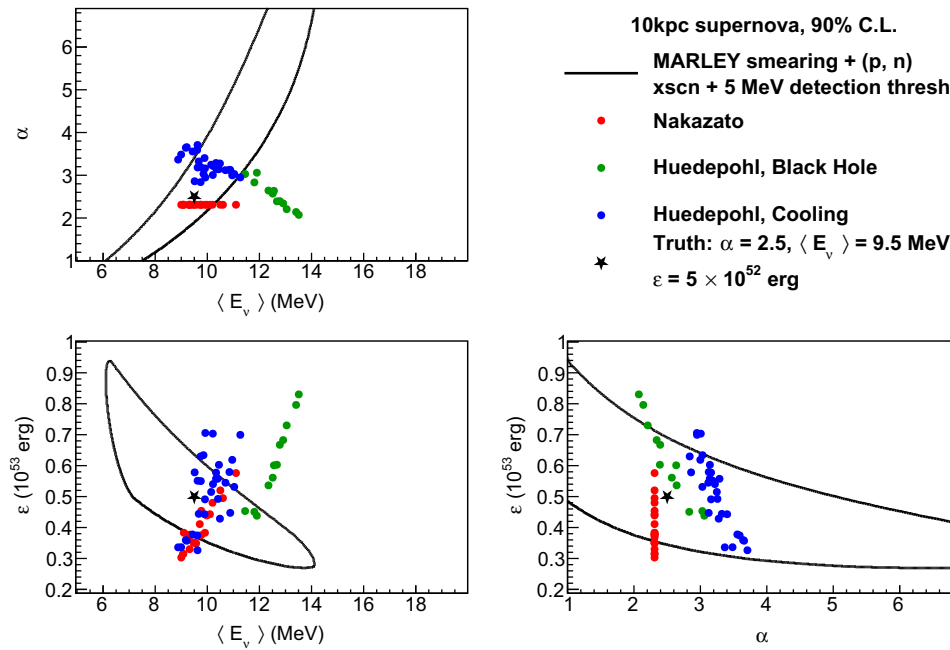 10kpc supernova, 90% C.L.
MARLEY smearing + (p, n)
xscn + 5 MeV detection thresh
Nakazato
Huedepohl, Black Hole
Huedepohl, Cooling
Truth: α = 2.5, ⟨ E_ν ⟩ = 9.5 MeV
ε = 5 × 10^52 erg
α
6
5
4
3
2
1
6 8 10 12 14 16 18
⟨ E_ν ⟩ (MeV)
ε (10^53 erg)
1
0.9
0.8
0.7
0.6
0.5
0.4
0.3
0.2
6 8 10 12 14 16 18
⟨ E_ν ⟩ (MeV)
ε (10^53 erg)
1
0.9
0.8
0.7
0.6
0.5
0.4
0.3
0.2
1 2 3 4 5 6
α